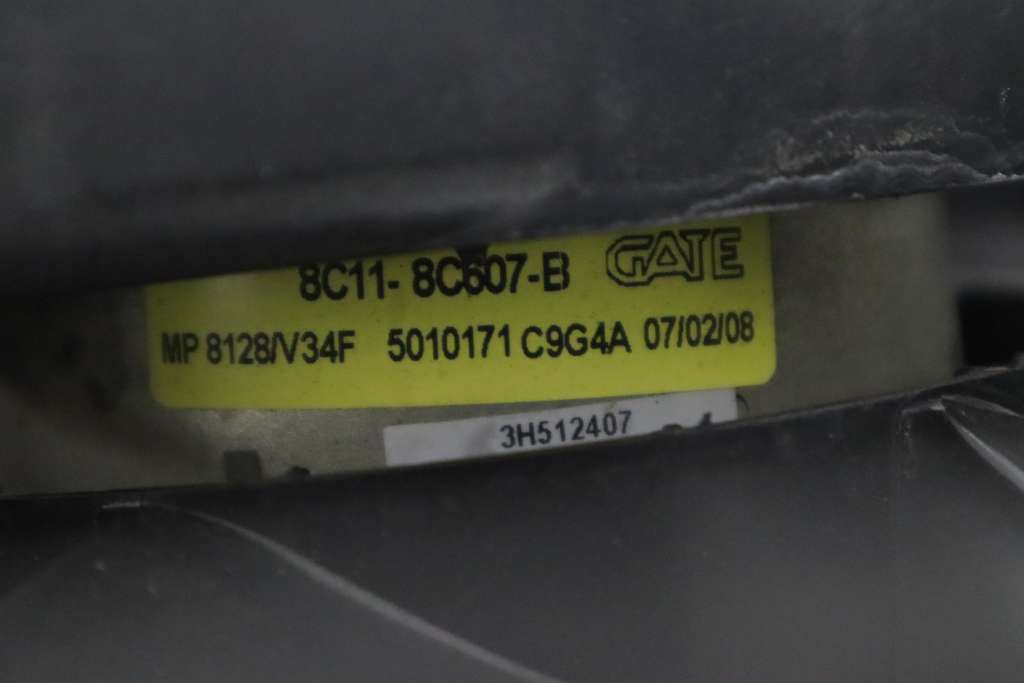 8C11- 8C607-B GATE
MP 8128/V34F 5010171 C9G4A 07/02/08
3H512407